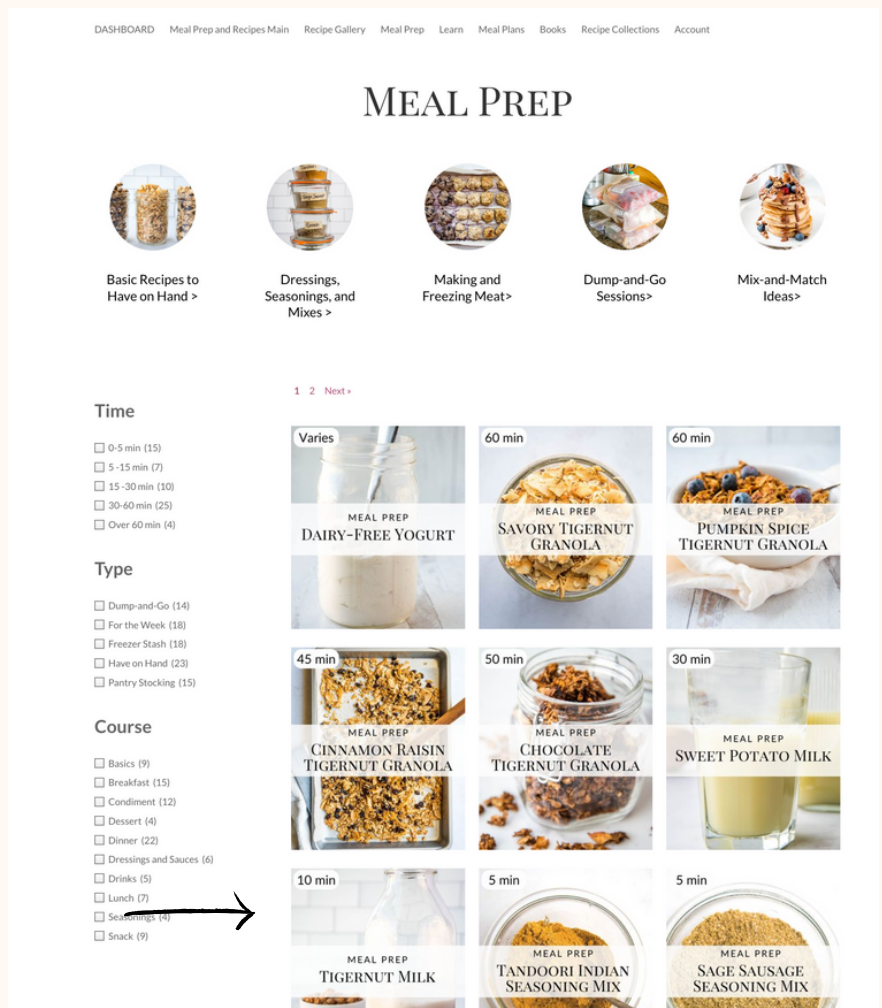 DASHBOARD Meal Prep and Recipes Main Recipe Gallery Meal Prep Learn Meal Plans Books Recipe Collections Account
MEAL PREP
Basic Recipes to
Have on Hand >
Dressings,
Seasonings, and
Mixes >
Making and
Freezing Meat>
Dump-and-Go
Sessions>
Mix-and-Match
Ideas>
Time
0-5 min (15)
5 -15 min (7)
15 -30 min (10)
30-60 min (25)
Over 60 min (4)
Type
Dump-and-Go (14)
For the Week (18)
Freezer Stash (18)
Have on Hand (23)
Pantry Stocking (15)
Course
Basics (9)
Breakfast (15)
Condiment (12)
Dessert (4)
Dinner (22)
Dressings and Sauces (6)
Drinks (5)
Lunch (7)
Seasonings (4)
Snack (9)
1 2 Next »
Varies
MEAL PREP
DAIRY-FREE YOGURT
60 min
MEAL PREP
SAVORY TIGERNUT
GRANOLA
60 min
MEAL PREP
PUMPKIN SPICE
TIGERNUT GRANOLA
45 min
MEAL PREP
CINNAMON RAISIN
TIGERNUT GRANOLA
50 min
MEAL PREP
CHOCOLATE
TIGERNUT GRANOLA
30 min
MEAL PREP
SWEET POTATO MILK
10 min
MEAL PREP
TIGERNUT MILK
5 min
MEAL PREP
TANDOORI INDIAN
SEASONING MIX
5 min
MEAL PREP
SAGE SAUSAGE
SEASONING MIX